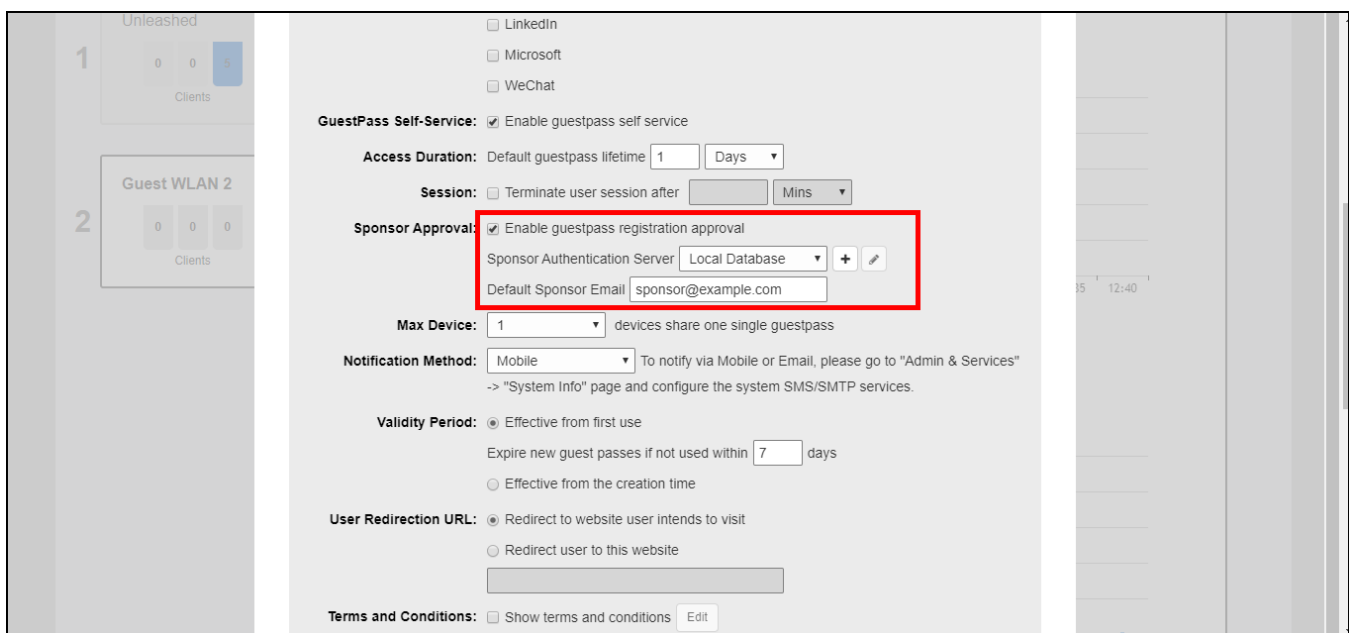 Unleashed
1
0 0 5
Clients
Guest WLAN 2
2
0 0 0
Clients
LinkedIn
Microsoft
WeChat
GuestPass Self-Service: Enable guestpass self service
Access Duration: Default guestpass lifetime 1 Days
Session: Terminate user session after Mins
Sponsor Approval: Enable guestpass registration approval
Sponsor Authentication Server Local Database
Default Sponsor Email sponsor@example.com
Max Device: 1 devices share one single guestpass
Notification Method: Mobile To notify via Mobile or Email, please go to "Admin & Services"
-> "System Info" page and configure the system SMS/SMTP services.
Validity Period: Effective from first use
Expire new guest passes if not used within 7 days
Effective from the creation time
User Redirection URL: Redirect to website user intends to visit
Redirect user to this website
Terms and Conditions: Show terms and conditions Edit
12:40